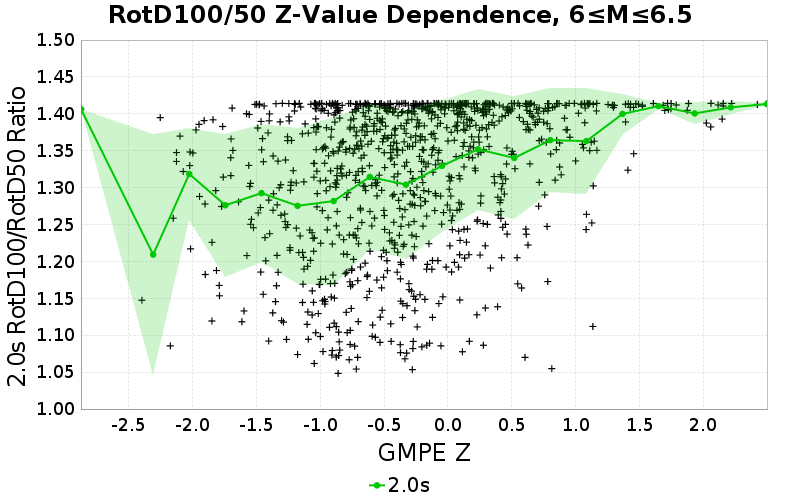 RotD100/50 Z-Value Dependence, 6≤M≤6.5
2.0s RotD100/RotD50 Ratio
1.50
1.45
1.40
1.35
1.30
1.25
1.20
1.15
1.10
1.05
1.00
-2.5 -2.0 -1.5 -1.0 -0.5 0.0 0.5 1.0 1.5 2.0
GMPE Z
2.0s